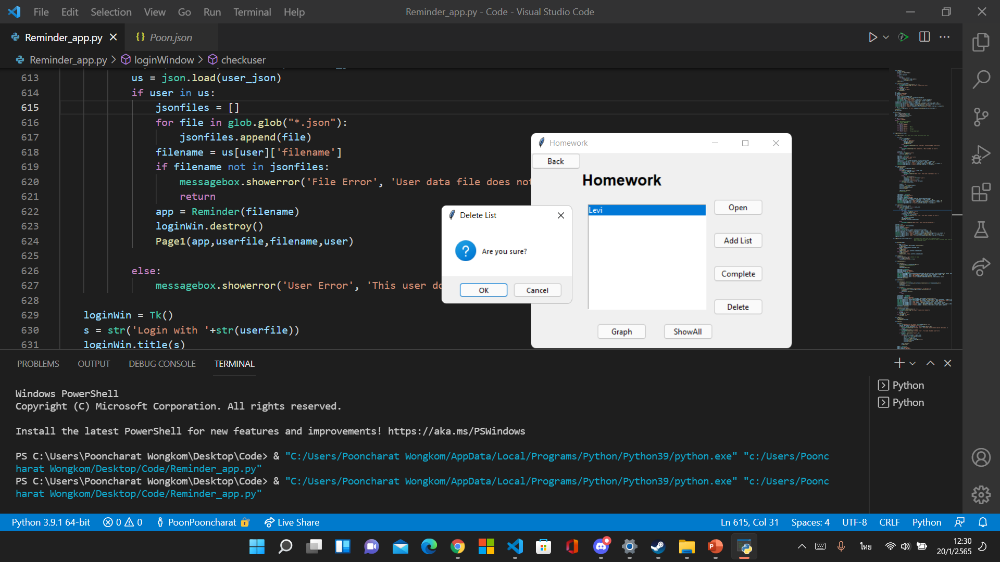 File Edit Selection View Go Run Terminal Help
Reminder_app.py - Code - Visual Studio Code
Reminder_app.py
Poon.json
Reminder_app.py > loginWindow > checkuser
613 us = json.load(user_json)
614 if user in us:
615 jsonfiles = []
616 for file in glob.glob("*.json"):
617 jsonfiles.append(file)
618 filename = us[user]['filename']
619 if filename not in jsonfiles:
620 messagebox.showerror('File Error', 'User data file does not
621 return
622 app = Reminder(filename)
623 loginWin.destroy()
624 Page1(app,userfile,filename,user)
625
626 else:
627 messagebox.showerror('User Error', 'This user do
628
629 loginWin = Tk()
630 s = str('Login with '+str(userfile))
631 loginWin.title(s)
Homework
Back
Homework
Levi
Open
Add List
Complete
Delete
Graph
ShowAll
Delete List
Are you sure?
OK
Cancel
PROBLEMS OUTPUT DEBUG CONSOLE TERMINAL
Windows PowerShell
Copyright (C) Microsoft Corporation. All rights reserved.
Install the latest PowerShell for new features and improvements! https://aka.ms/PSWindows
PS C:\Users\Pooncharat Wongkom\Desktop\Code> & "C:/Users/Pooncharat Wongkom/AppData/Local/Programs/Python/Python39/python.exe" "c:/Users/Poonc
harat Wongkom/Desktop/Code/Reminder_app.py"
PS C:\Users\Pooncharat Wongkom\Desktop\Code> & "C:/Users/Pooncharat Wongkom/AppData/Local/Programs/Python/Python39/python.exe" "c:/Users/Poonc
harat Wongkom/Desktop/Code/Reminder_app.py"
Python
Python
Python 3.9.1 64-bit 0 0 PoonPooncharat Live Share
Ln 615, Col 31 Spaces: 4 UTF-8 CRLF Python
ไทย
12:30
20/1/2565